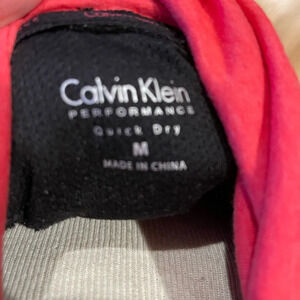 Calvin Klein
PERFORMANCE
Quick Dry
M
MADE IN CHINA